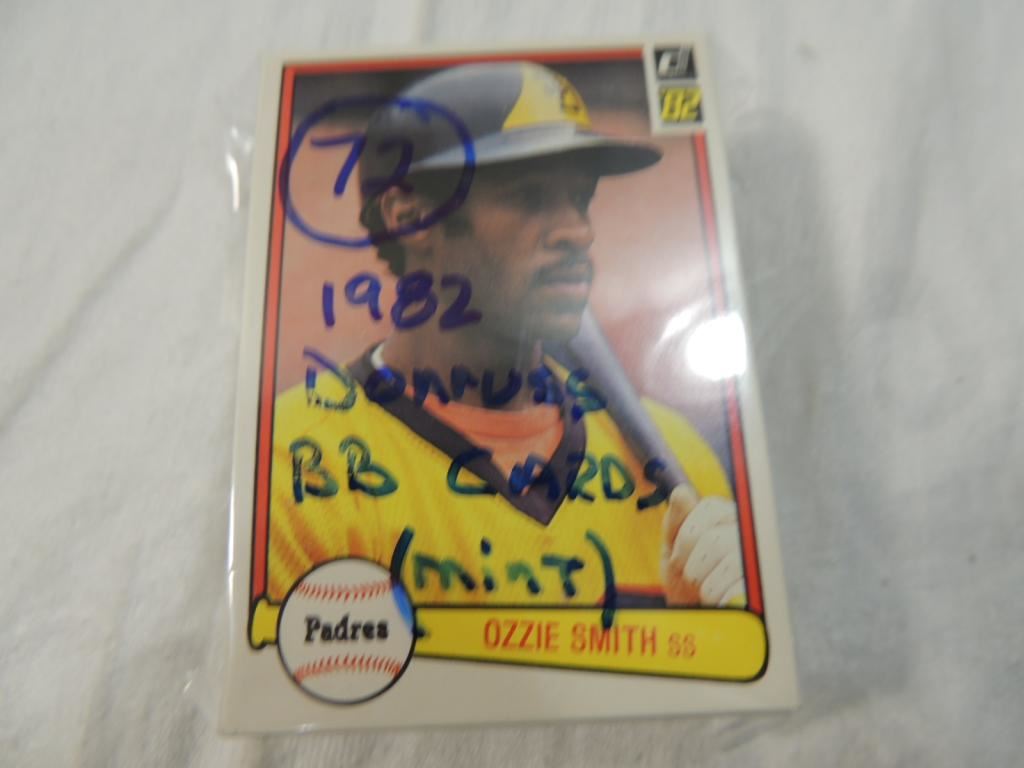 82
72
1982
Donruss
BB CARDS
(mint)
Padres
OZZIE SMITH SS